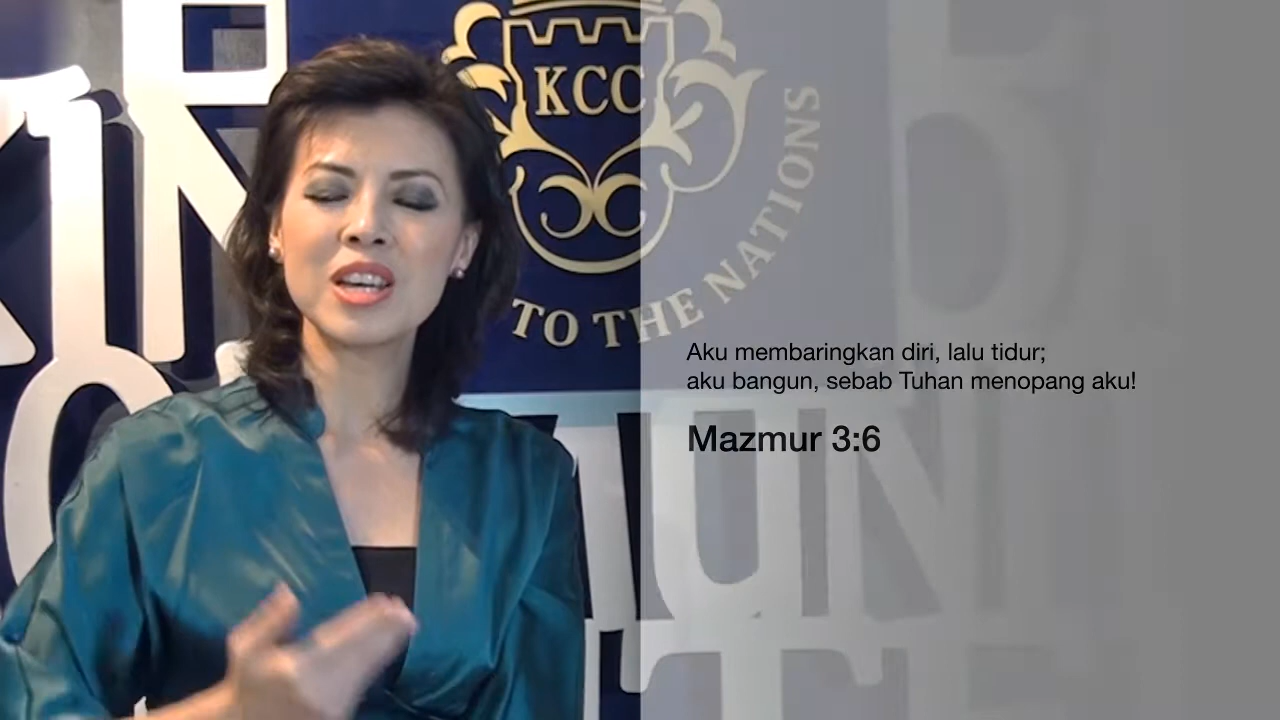 KCC
TO THE NATIONS
Aku membaringkan diri, lalu tidur;
aku bangun, sebab Tuhan menopang aku!
Mazmur 3:6